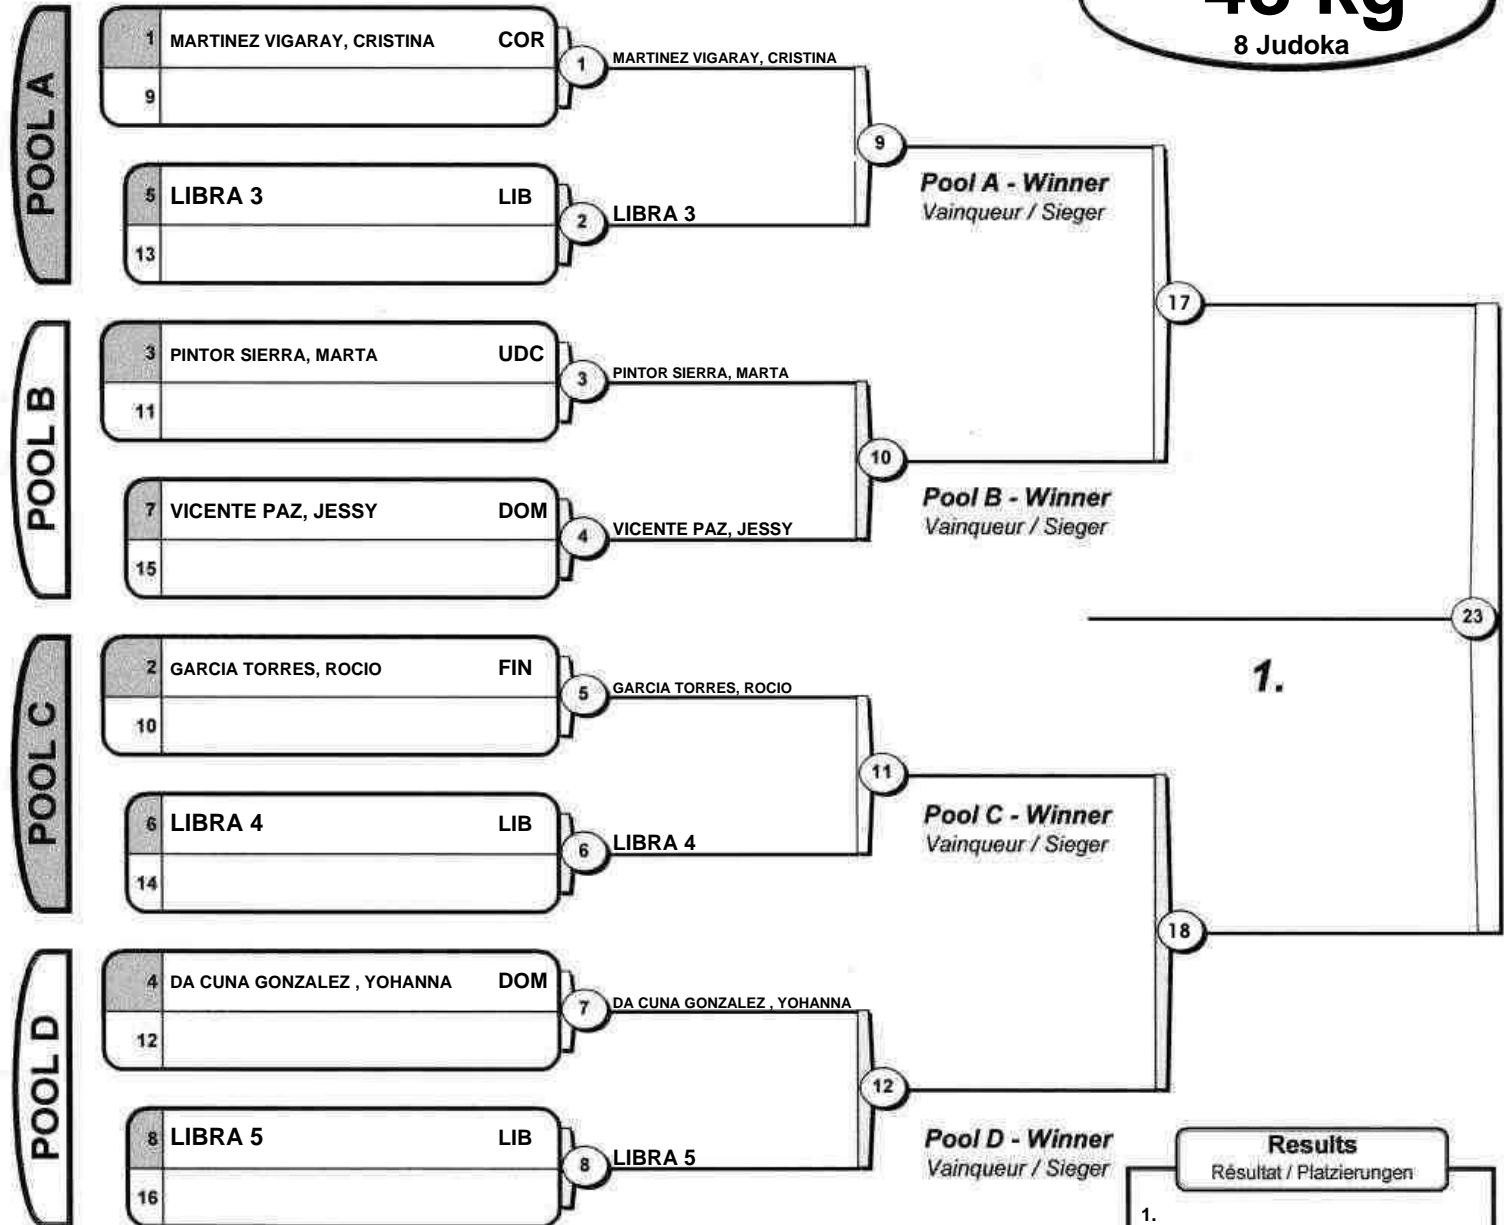 kg
8 Judoka
POOL A
1 MARTINEZ VIGARAY, CRISTINA COR
9
1
MARTINEZ VIGARAY, CRISTINA
5 LIBRA 3 LIB
13
2
LIBRA 3
9
Pool A - Winner
Vainqueur / Sieger
POOL B
3 PINTOR SIERRA, MARTA UDC
11
3
PINTOR SIERRA, MARTA
7 VICENTE PAZ, JESSY DOM
15
4
VICENTE PAZ, JESSY
10
Pool B - Winner
Vainqueur / Sieger
17
POOL C
2 GARCIA TORRES, ROCIO FIN
10
5
GARCIA TORRES, ROCIO
6 LIBRA 4 LIB
14
6
LIBRA 4
11
Pool C - Winner
Vainqueur / Sieger
POOL D
4 DA CUNA GONZALEZ , YOHANNA DOM
12
7
DA CUNA GONZALEZ , YOHANNA
8 LIBRA 5 LIB
16
8
LIBRA 5
12
Pool D - Winner
Vainqueur / Sieger
18
23
1.
Results
Résultat / Platzierungen
1.